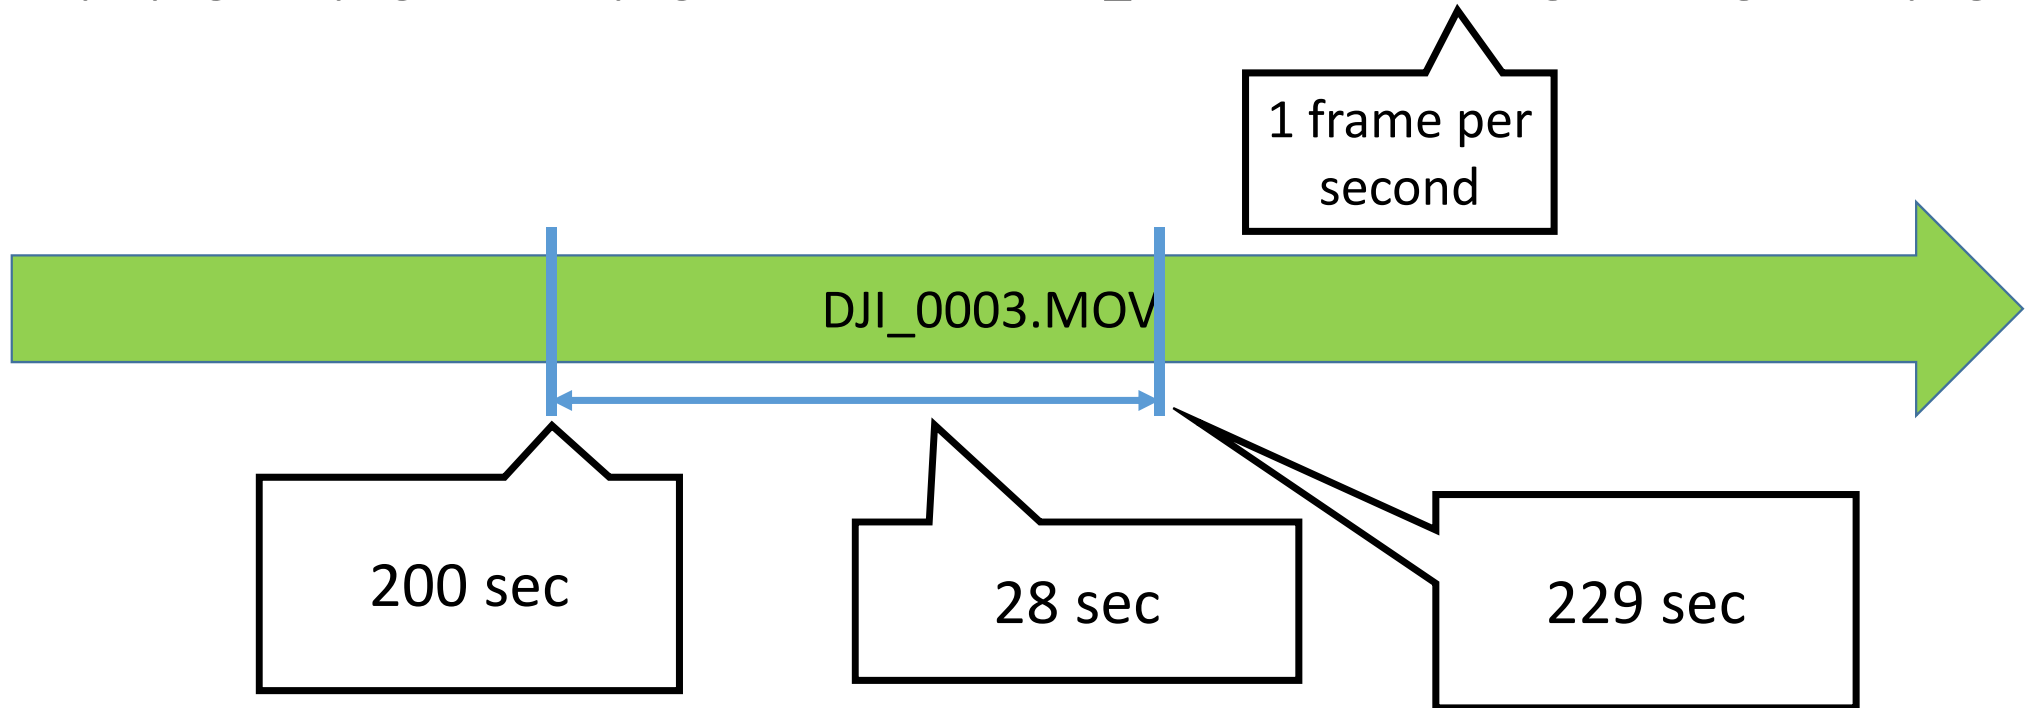 1 frame per
second
DJI_0003.MOV
200 sec
28 sec
229 sec